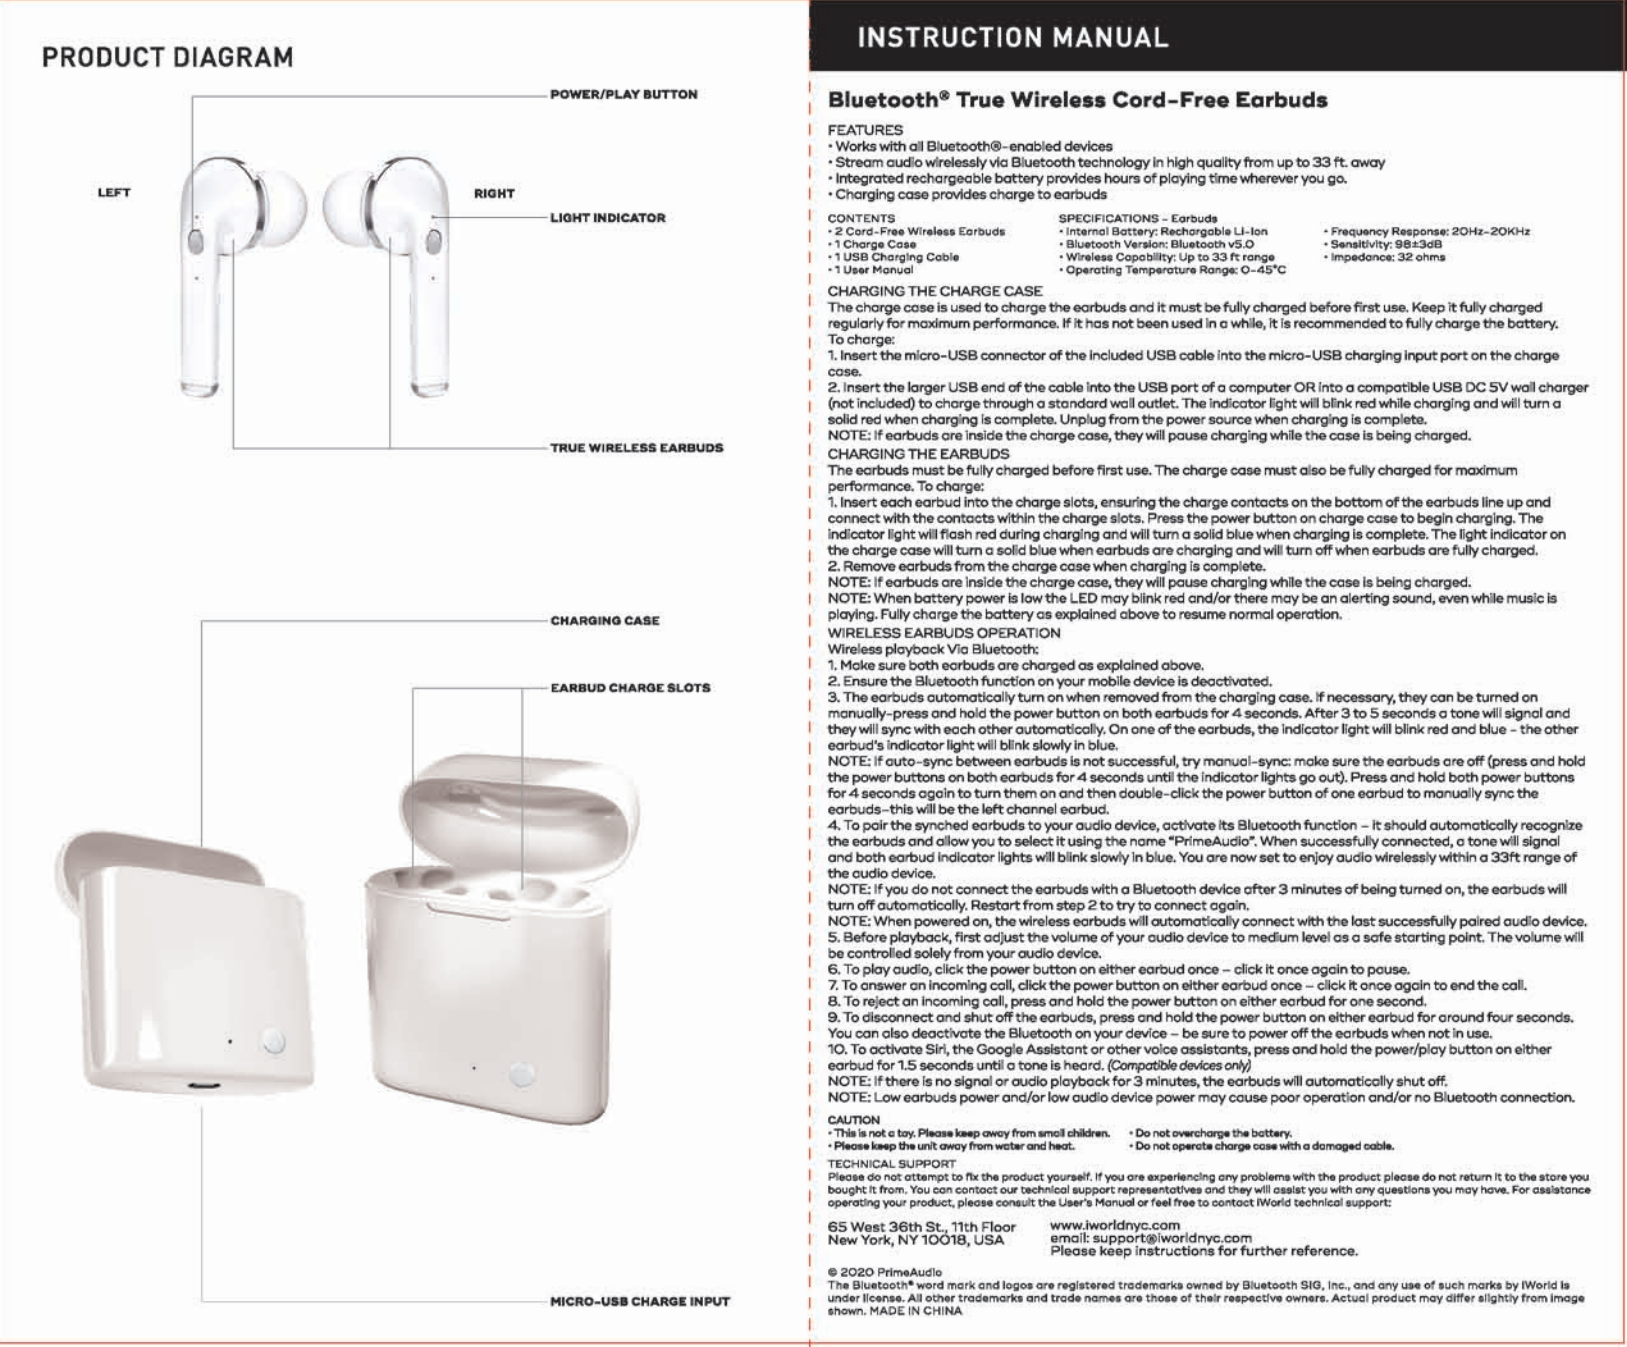 PRODUCT DIAGRAM
POWER/PLAY BUTTON
LEFT
RIGHT
LIGHT INDICATOR
TRUE WIRELESS EARBUDS
CHARGING CASE
EARBUD CHARGE SLOTS
MICRO-USB CHARGE INPUT
INSTRUCTION MANUAL
Bluetooth® True Wireless Cord-Free Earbuds
FEATURES
• Works with all Bluetooth®-enabled devices
• Stream audio wirelessly via Bluetooth technology in high quality from up to 33 ft. away
• Integrated rechargeable battery provides hours of playing time wherever you go.
• Charging case provides charge to earbuds
CONTENTS
• 2 Cord-Free Wireless Earbuds
• 1 Charge Case
• 1 USB Charging Cable
• 1 User Manual
SPECIFICATIONS - Earbuds
• Internal Battery: Rechargable Li-Ion
• Bluetooth Version: Bluetooth v5.0
• Wireless Capability: Up to 33 ft range
• Operating Temperature Range: 0-45°C
• Frequency Response: 20Hz-20KHz
• Sensitivity: 98±3dB
• Impedance: 32 ohms
CHARGING THE CHARGE CASE
The charge case is used to charge the earbuds and it must be fully charged before first use. Keep it fully charged
regularly for maximum performance. If it has not been used in a while, it is recommended to fully charge the battery.
To charge:
1. Insert the micro-USB connector of the included USB cable into the micro-USB charging input port on the charge
case.
2. Insert the larger USB end of the cable into the USB port of a computer OR into a compatible USB DC 5V wall charger
(not included) to charge through a standard wall outlet. The indicator light will blink red while charging and will turn a
solid red when charging is complete. Unplug from the power source when charging is complete.
NOTE: If earbuds are inside the charge case, they will pause charging while the case is being charged.
CHARGING THE EARBUDS
The earbuds must be fully charged before first use. The charge case must also be fully charged for maximum
performance. To charge:
1. Insert each earbud into the charge slots, ensuring the charge contacts on the bottom of the earbuds line up and
connect with the contacts within the charge slots. Press the power button on charge case to begin charging. The
indicator light will flash red during charging and will turn a solid blue when charging is complete. The light indicator on
the charge case will turn a solid blue when earbuds are charging and will turn off when earbuds are fully charged.
2. Remove earbuds from the charge case when charging is complete.
NOTE: If earbuds are inside the charge case, they will pause charging while the case is being charged.
NOTE: When battery power is low the LED may blink red and/or there may be an alerting sound, even while music is
playing. Fully charge the battery as explained above to resume normal operation.
WIRELESS EARBUDS OPERATION
Wireless playback Via Bluetooth:
1. Make sure both earbuds are charged as explained above.
2. Ensure the Bluetooth function on your mobile device is deactivated.
3. The earbuds automatically turn on when removed from the charging case. If necessary, they can be turned on
manually-press and hold the power button on both earbuds for 4 seconds. After 3 to 5 seconds a tone will signal and
they will sync with each other automatically. On one of the earbuds, the indicator light will blink red and blue - the other
earbud's indicator light will blink slowly in blue.
NOTE: If auto-sync between earbuds is not successful, try manual-sync: make sure the earbuds are off (press and hold
the power buttons on both earbuds for 4 seconds until the indicator lights go out). Press and hold both power buttons
for 4 seconds again to turn them on and then double-click the power button of one earbud to manually sync the
earbuds-this will be the left channel earbud.
4. To pair the synched earbuds to your audio device, activate its Bluetooth function – it should automatically recognize
the earbuds and allow you to select it using the name “PrimeAudio”. When successfully connected, a tone will signal
and both earbud indicator lights will blink slowly in blue. You are now set to enjoy audio wirelessly within a 33ft range of
the audio device.
NOTE: If you do not connect the earbuds with a Bluetooth device after 3 minutes of being turned on, the earbuds will
turn off automatically. Restart from step 2 to try to connect again.
NOTE: When powered on, the wireless earbuds will automatically connect with the last successfully paired audio device.
5. Before playback, first adjust the volume of your audio device to medium level as a safe starting point. The volume will
be controlled solely from your audio device.
6. To play audio, click the power button on either earbud once – click it once again to pause.
7. To answer an incoming call, click the power button on either earbud once – click it once again to end the call.
8. To reject an incoming call, press and hold the power button on either earbud for one second.
9. To disconnect and shut off the earbuds, press and hold the power button on either earbud for around four seconds.
You can also deactivate the Bluetooth on your device – be sure to power off the earbuds when not in use.
10. To activate Siri, the Google Assistant or other voice assistants, press and hold the power/play button on either
earbud for 1.5 seconds until a tone is heard. (Compatible devices only)
NOTE: If there is no signal or audio playback for 3 minutes, the earbuds will automatically shut off.
NOTE: Low earbuds power and/or low audio device power may cause poor operation and/or no Bluetooth connection.
CAUTION
• This is not a toy. Please keep away from small children.
• Please keep the unit away from water and heat.
• Do not overcharge the battery.
• Do not operate charge case with a damaged cable.
TECHNICAL SUPPORT
Please do not attempt to fix the product yourself. If you are experiencing any problems with the product please do not return it to the store you
bought it from. You can contact our technical support representatives and they will assist you with any questions you may have. For assistance
operating your product, please consult the User's Manual or feel free to contact iWorld technical support:
65 West 36th St., 11th Floor
New York, NY 10018, USA
www.iworldnyc.com
email: support@iworldnyc.com
Please keep instructions for further reference.
© 2020 PrimeAudio
The Bluetooth® word mark and logos are registered trademarks owned by Bluetooth SIG, Inc., and any use of such marks by iWorld is
under license. All other trademarks and trade names are those of their respective owners. Actual product may differ slightly from image
shown. MADE IN CHINA